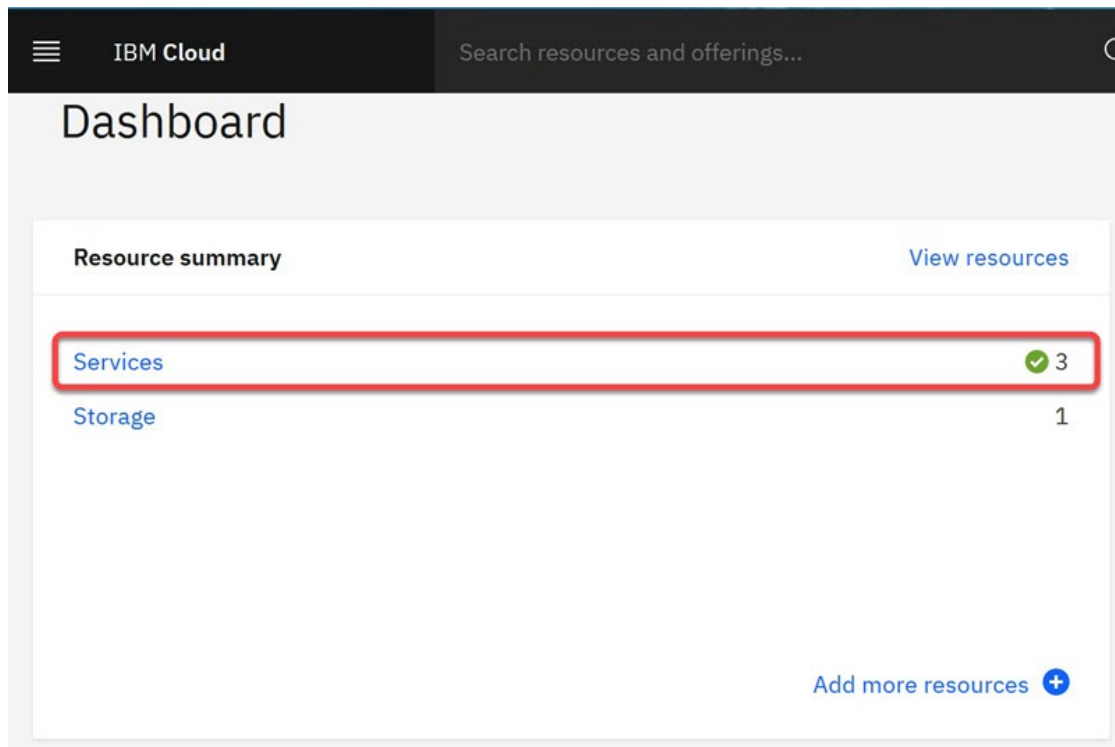 IBM Cloud Search resources and offerings...
Dashboard
Resource summary View resources
Services 3
Storage 1
Add more resources